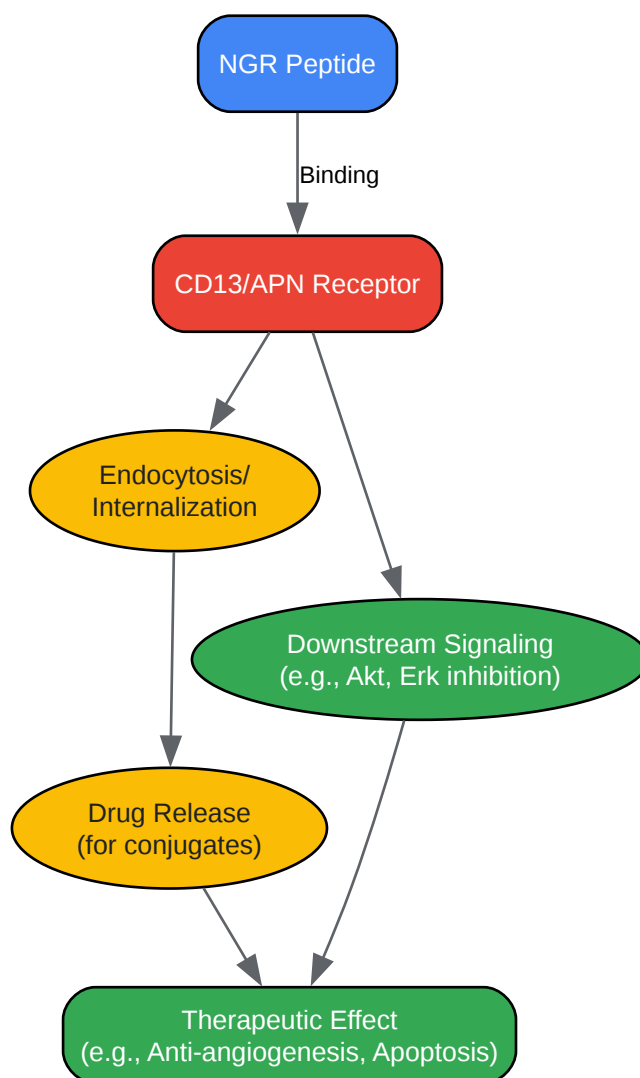 NGR Peptide
Binding
CD13/APN Receptor
Endocytosis/
Internalization
Downstream Signaling
(e.g., Akt, Erk inhibition)
Drug Release
(for conjugates)
Therapeutic Effect
(e.g., Anti-angiogenesis, Apoptosis)